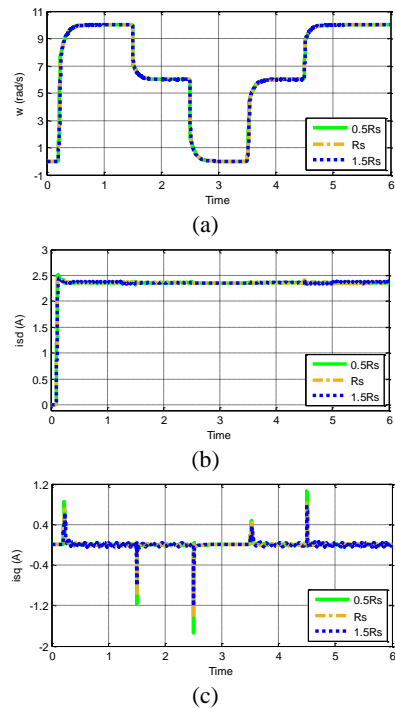 11
9
7
5
3
1
-1
w (rad/s)
0 1 2 3 4 5 6
Time
0.5Rs
Rs
1.5Rs
(a)
3
2.5
2
1.5
1
0.5
0
isd (A)
0 1 2 3 4 5 6
Time
0.5Rs
Rs
1.5Rs
(b)
1.2
0.4
-0.4
-1.2
-2
isq (A)
0 1 2 3 4 5 6
Time
0.5Rs
Rs
1.5Rs
(c)